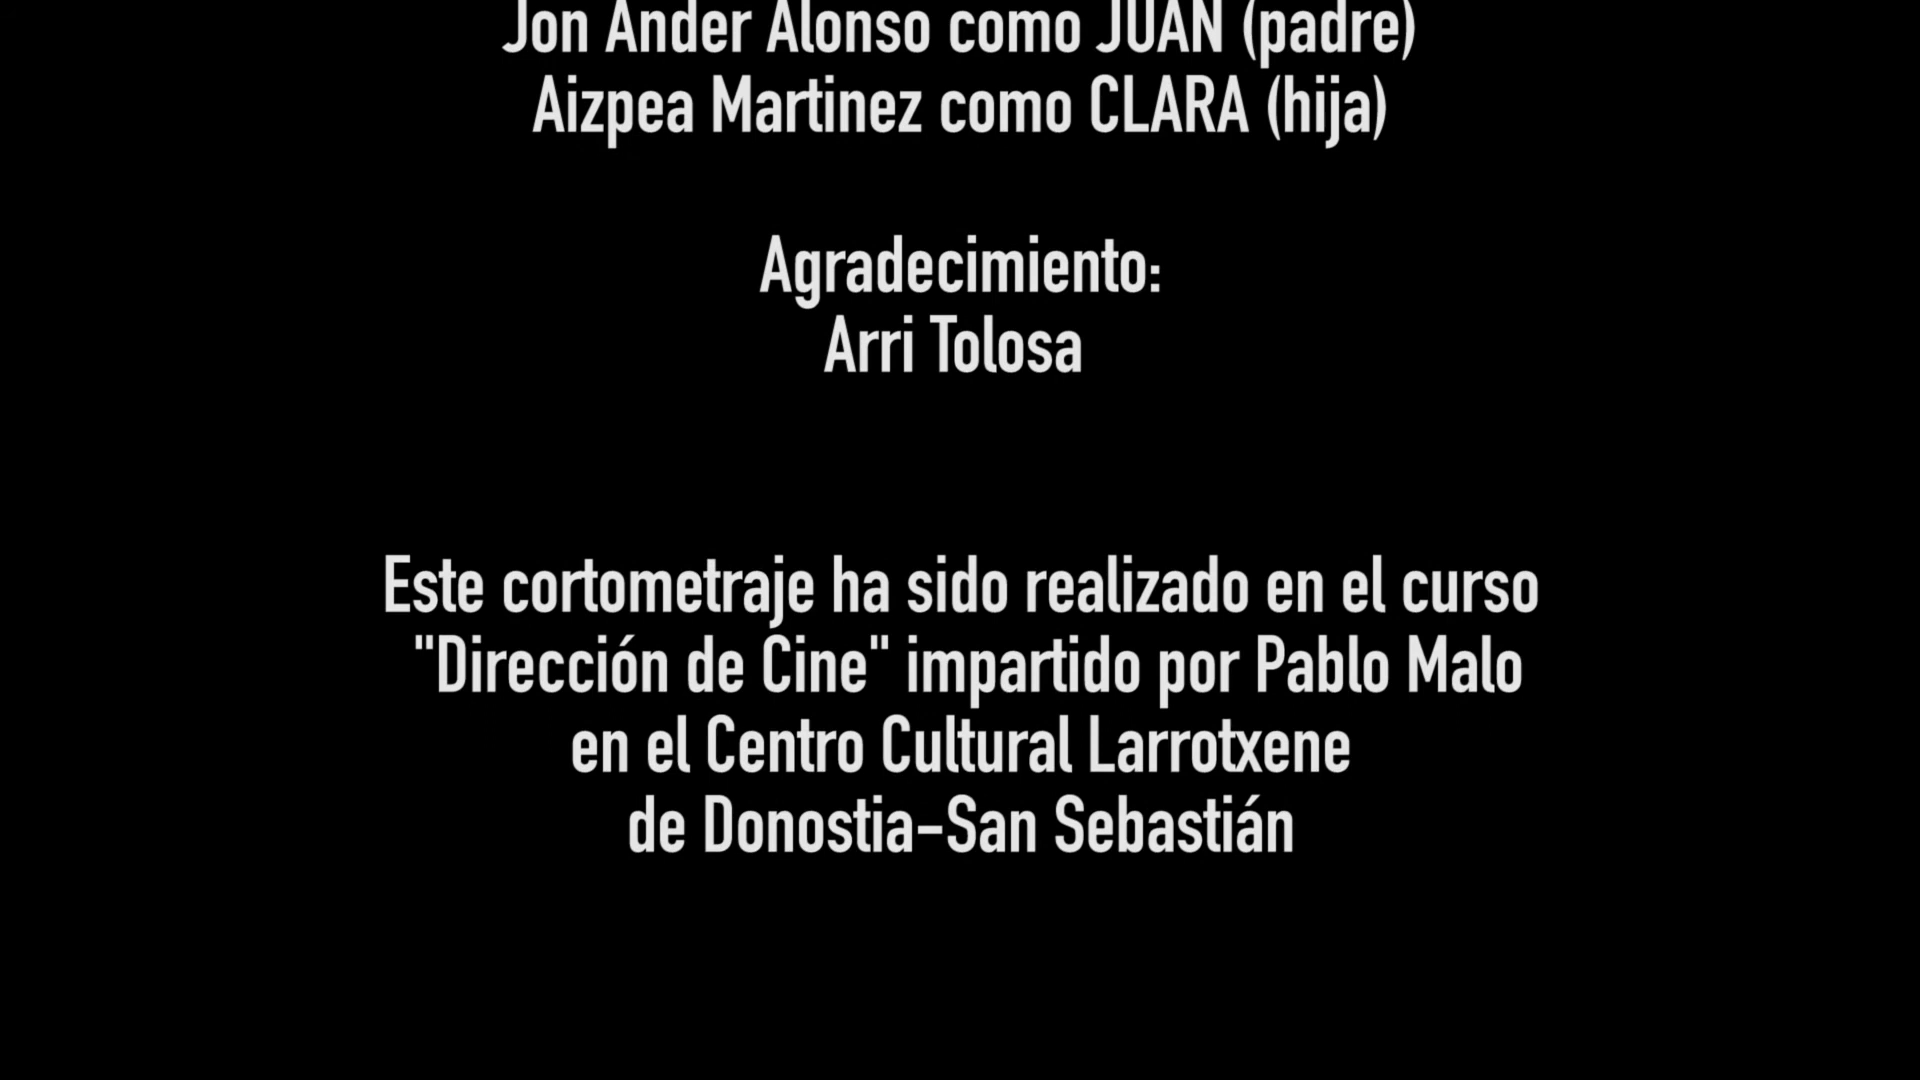 Jon Ander Alonso como JUAN (padre)
Aizpea Martinez como CLARA (hija)
Agradecimiento:
Arri Tolosa
Este cortometraje ha sido realizado en el curso
"Dirección de Cine" impartido por Pablo Malo
en el Centro Cultural Larrotxene
de Donostia-San Sebastián